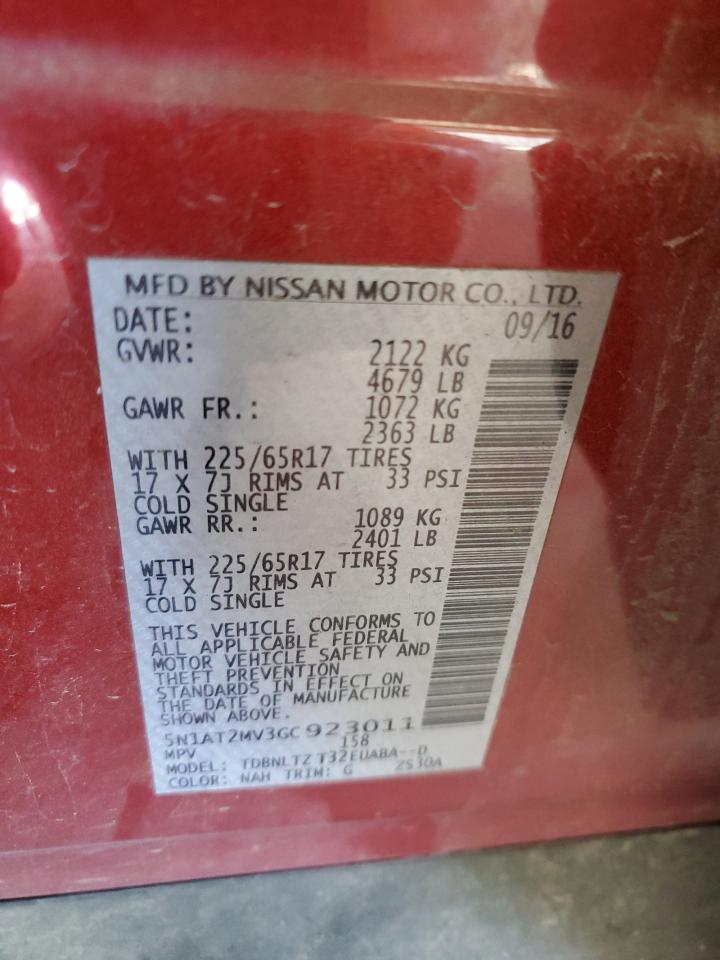 MFD BY NISSAN MOTOR CO., LTD.
DATE: 09/16
GVWR: 2122 KG
4679 LB
GAWR FR.: 1072 KG
2363 LB
WITH 225/65R17 TIRES
17 X 7J RIMS AT 33 PSI
COLD SINGLE
GAWR RR.: 1089 KG
2401 LB
WITH 225/65R17 TIRES
17 X 7J RIMS AT 33 PSI
COLD SINGLE
THIS VEHICLE CONFORMS TO
ALL APPLICABLE FEDERAL
MOTOR VEHICLE SAFETY AND
THEFT PREVENTION
STANDARDS IN EFFECT ON
THE DATE OF MANUFACTURE
SHOWN ABOVE.
5N1AT2MV3GC923011
MPV 158
MODEL: TDBNLTZ T32EUABA--D
COLOR: NAH TRIM: G ZS30A